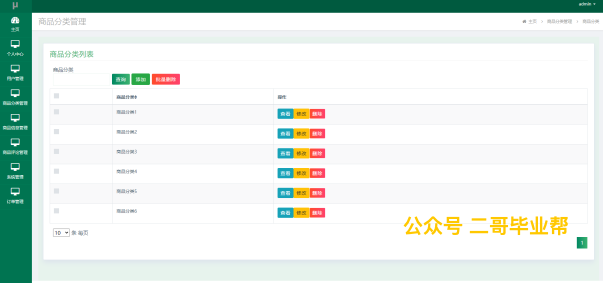 μ
admin
商品分类管理
主页 > 商品分类管理 > 商品分类
主页
个人中心
用户管理
商品分类管理
商品信息管理
商品评论管理
系统管理
订单管理
商品分类列表
商品分类
查询 添加 批量删除
商品分类 操作
商品分类1 查看 修改 删除
商品分类2 查看 修改 删除
商品分类3 查看 修改 删除
商品分类4 查看 修改 删除
商品分类5 查看 修改 删除
商品分类6 查看 修改 删除
10 条 每页
公众号 二哥毕业帮
1